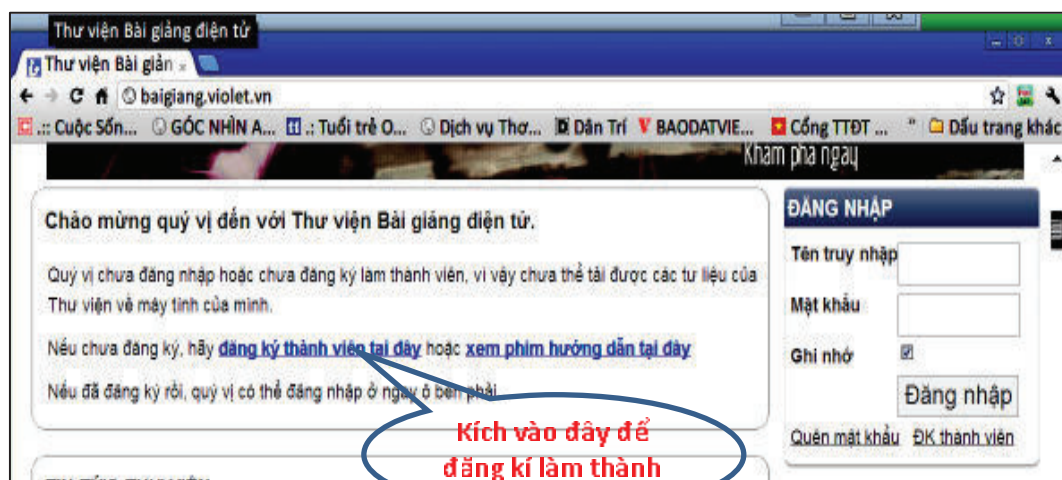 Thư viện Bài giảng điện tử
Thư viện Bài giản
baigiang.violet.vn
.:: Cuộc Sốn... GÓC NHÌN A... .: Tuổi trẻ O... Dịch vụ Thơ... Dân Trí BAODATVIE... Cổng TTĐT ... " Dấu trang khác
Khám phá ngay
Chào mừng quý vị đến với Thư viện Bài giảng điện tử.
Quý vị chưa đăng nhập hoặc chưa đăng ký làm thành viên, vì vậy chưa thể tải được các tư liệu của
Thư viện về máy tính của mình.
Nếu chưa đăng ký, hãy đăng ký thành viên tại đây hoặc xem phim hướng dẫn tại đây
Nếu đã đăng ký rồi, quý vị có thể đăng nhập ở ngay ô bên phải
Kích vào đây để
đăng kí làm thành
ĐĂNG NHẬP
Tên truy nhập
Mật khẩu
Ghi nhớ
Đăng nhập
Quên mật khẩu ĐK thành viên